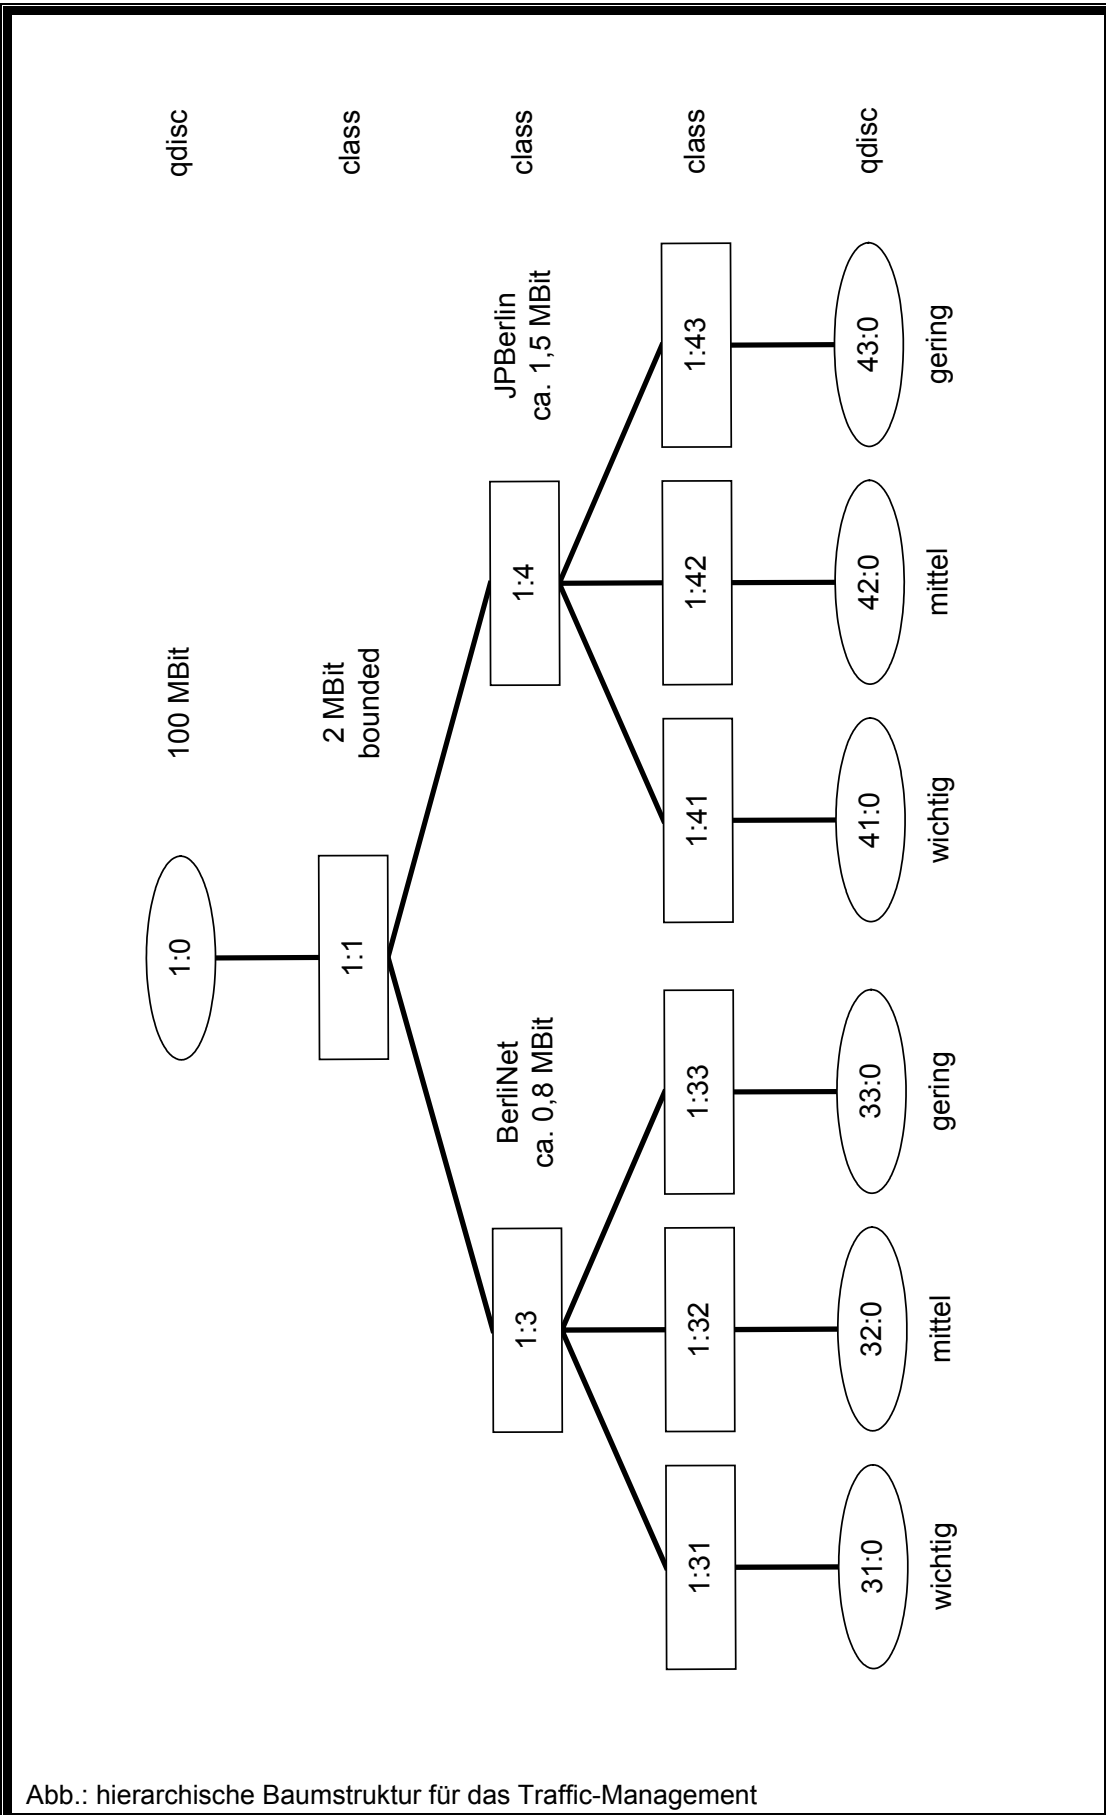 qdisc
class
class
class
qdisc
100 MBit
2 MBit
bounded
JPBerlin
ca. 1,5 MBit
BerliNet
ca. 0,8 MBit
1:0
1:1
1:3
1:4
1:31
1:32
1:33
1:41
1:42
1:43
31:0
32:0
33:0
41:0
42:0
43:0
wichtig
mittel
gering
wichtig
mittel
gering
Abb.: hierarchische Baumstruktur für das Traffic-Management